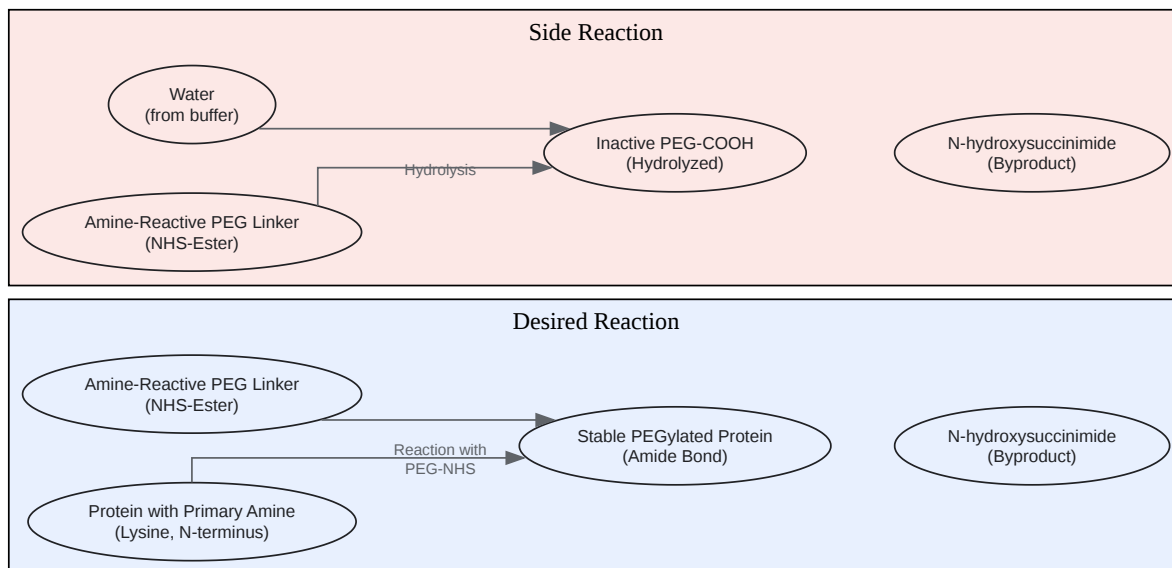 Side Reaction
Water
(from buffer)
Inactive PEG-COOH
(Hydrolyzed)
N-hydroxysuccinimide
(Byproduct)
Hydrolysis
Amine-Reactive PEG Linker
(NHS-Ester)
Desired Reaction
Amine-Reactive PEG Linker
(NHS-Ester)
Stable PEGylated Protein
(Amide Bond)
N-hydroxysuccinimide
(Byproduct)
Reaction with
PEG-NHS
Protein with Primary Amine
(Lysine, N-terminus)